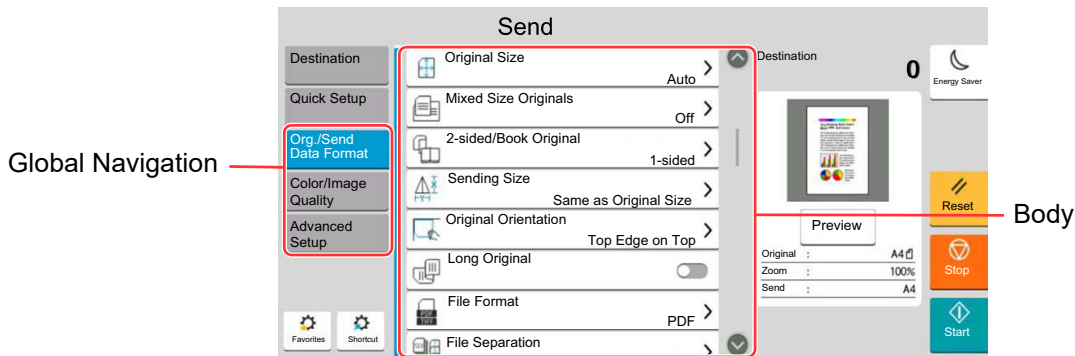 Send
Global Navigation
Destination
Quick Setup
Org./Send
Data Format
Color/Image
Quality
Advanced
Setup
Favorites
Shortcut
Original Size
Auto
Mixed Size Originals
Off
2-sided/Book Original
1-sided
Sending Size
Same as Original Size
Original Orientation
Top Edge on Top
Long Original
File Format
PDF
TIFF
PDF
File Separation
Destination
0
Preview
Original : A4
Zoom : 100%
Send : A4
Energy Saver
Reset
Stop
Start
Body